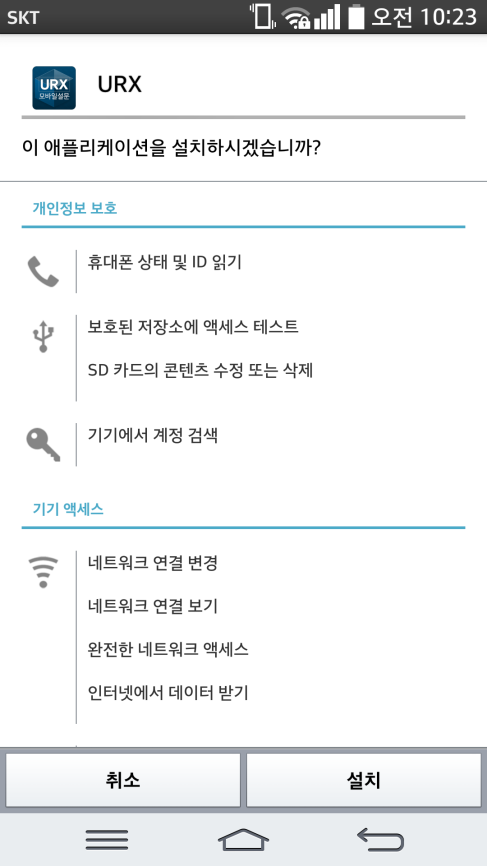 SKT 오전 10:23
URX
모바일설문
URX
이 애플리케이션을 설치하시겠습니까?
개인정보 보호
휴대폰 상태 및 ID 읽기
보호된 저장소에 액세스 테스트
SD 카드의 콘텐츠 수정 또는 삭제
기기에서 계정 검색
기기 액세스
네트워크 연결 변경
네트워크 연결 보기
완전한 네트워크 액세스
인터넷에서 데이터 받기
취소 설치